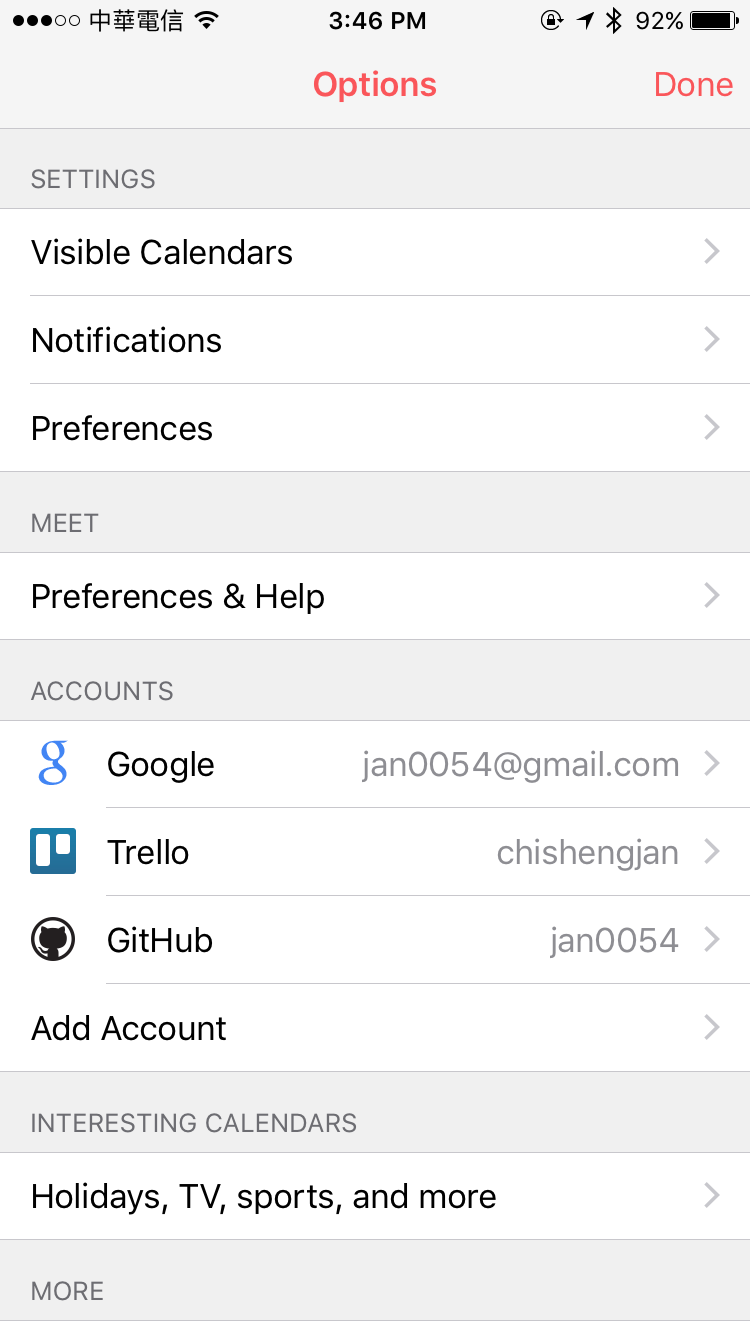 中華電信 3:46 PM 92%
Options Done
SETTINGS
Visible Calendars
Notifications
Preferences
MEET
Preferences & Help
ACCOUNTS
Google jan0054@gmail.com
Trello chishengjan
GitHub jan0054
Add Account
INTERESTING CALENDARS
Holidays, TV, sports, and more
MORE